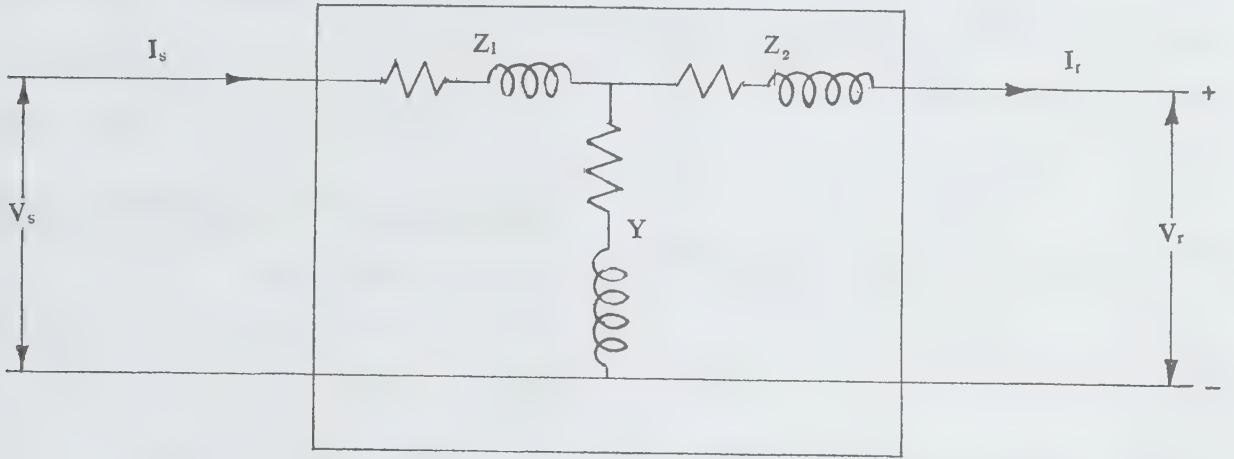 Z₁
Z₂
Iₛ
Iᵣ
+
Vₛ
Y
Vᵣ
−